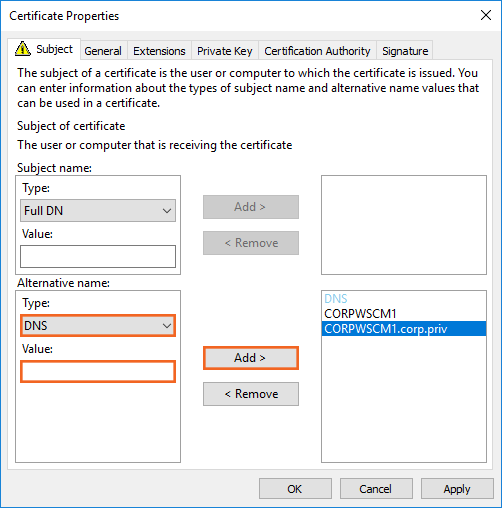 Certificate Properties
Subject General Extensions Private Key Certification Authority Signature
The subject of a certificate is the user or computer to which the certificate is issued. You
can enter information about the types of subject name and alternative name values that
can be used in a certificate.
Subject of certificate
The user or computer that is receiving the certificate
Subject name:
Type:
Full DN
Add >
Value:
< Remove
Alternative name:
Type:
DNS
DNS
CORPWSCM1
CORPWSCM1.corp.priv
Value:
Add >
< Remove
OK Cancel Apply